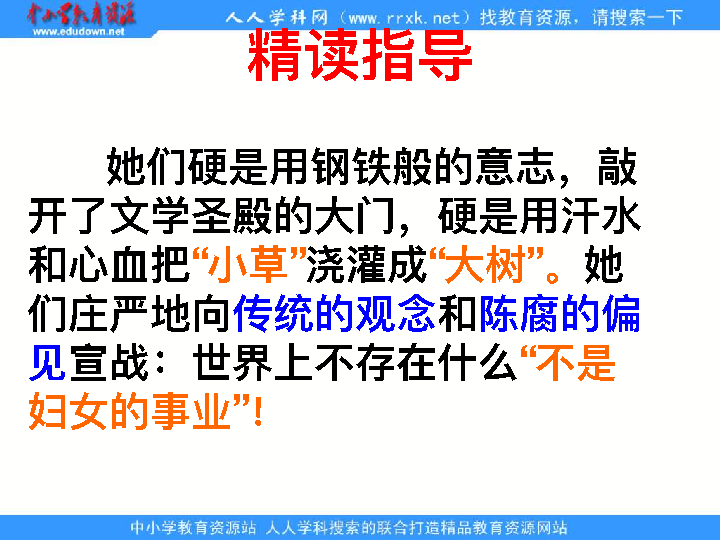 中小学教育资源
www.edudown.net
人人学科网（www.rrxk.net）找教育资源，请搜索一下
精读指导
她们硬是用钢铁般的意志，敲
开了文学圣殿的大门，硬是用汗水
和心血把“小草”浇灌成“大树”。她
们庄严地向传统的观念和陈腐的偏
见宣战：世界上不存在什么“不是
妇女的事业”!
中小学教育资源站 人人学科搜索的联合打造精品教育资源网站